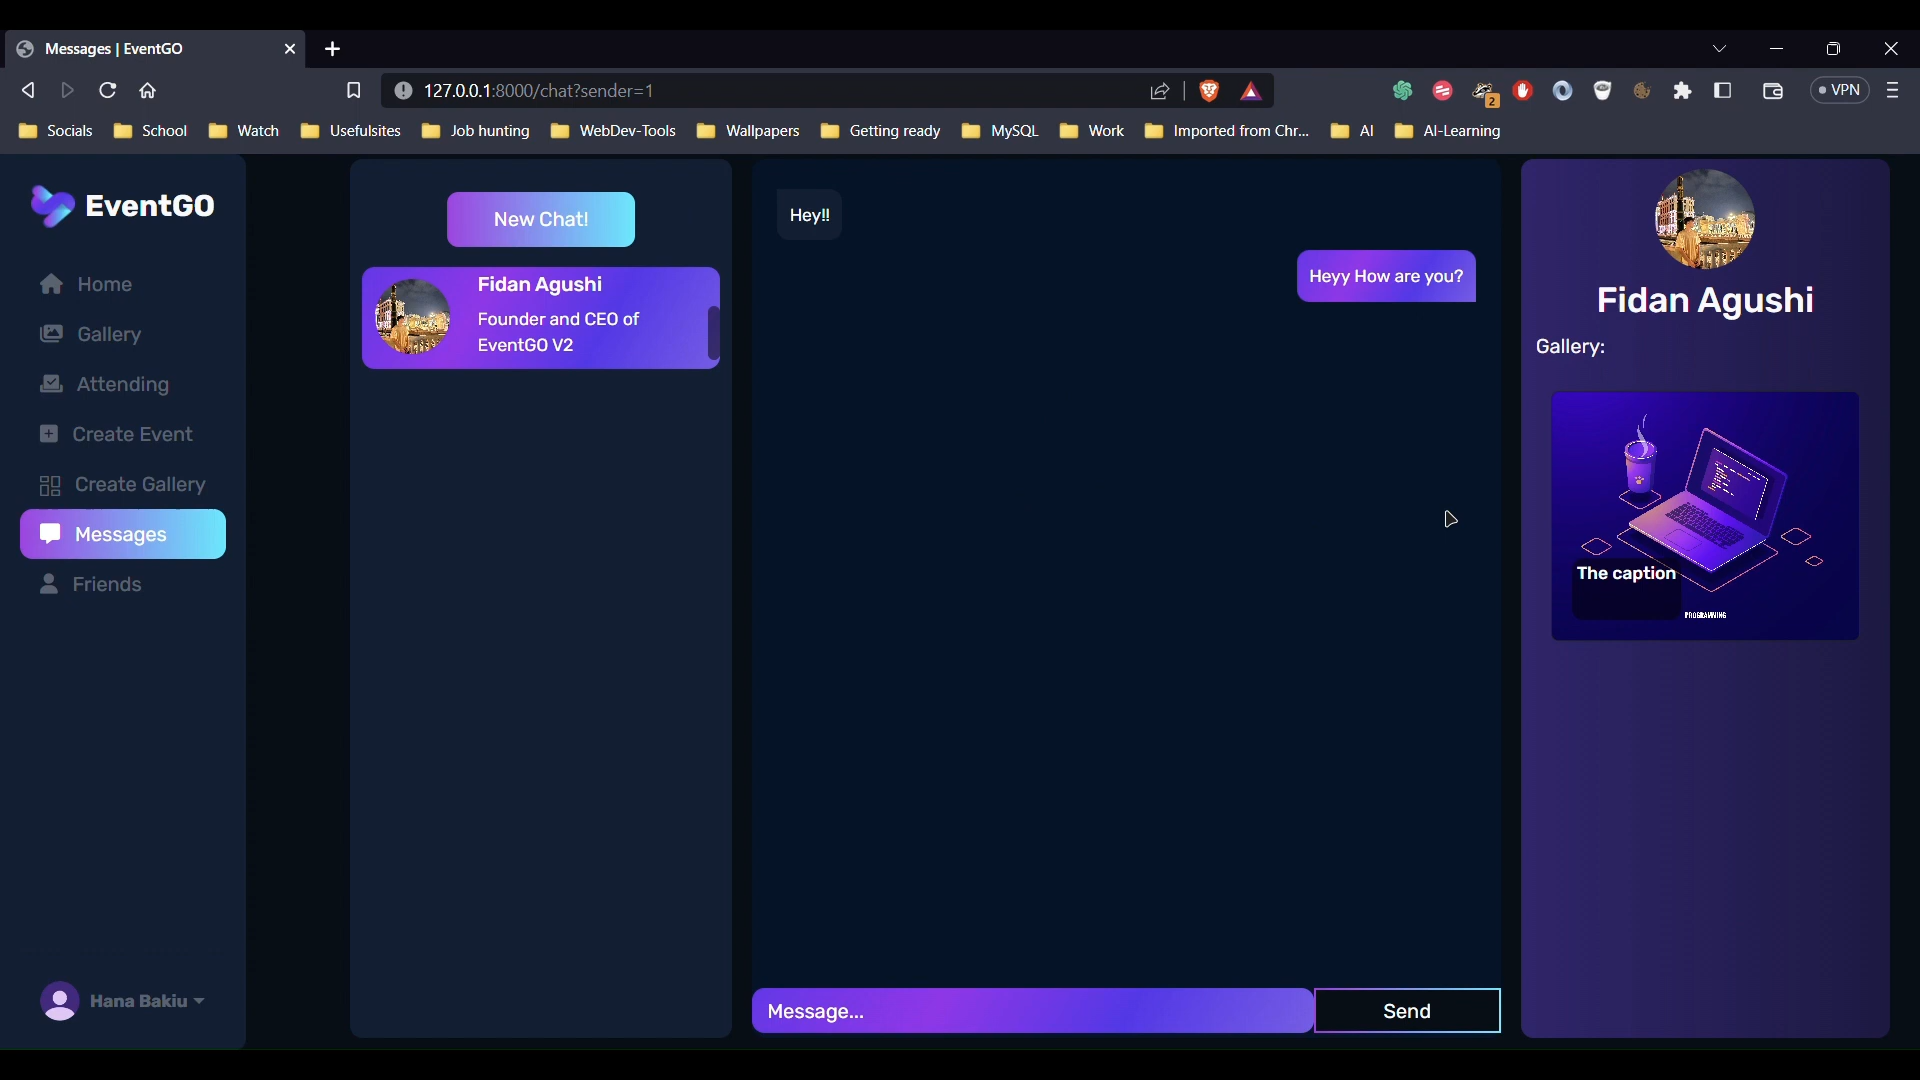 Messages | EventGO
127.0.0.1:8000/chat?sender=1
2
VPN
Socials
School
Watch
Usefulsites
Job hunting
WebDev-Tools
Wallpapers
Getting ready
MySQL
Work
Imported from Chr...
AI
AI-Learning
EventGO
Home
Gallery
Attending
Create Event
Create Gallery
Messages
Friends
Hana Bakiu
New Chat!
Fidan Agushi
Founder and CEO of
EventGO V2
Hey!!
Heyy How are you?
Message...
Send
Fidan Agushi
Gallery:
The caption
PROGRAMMING